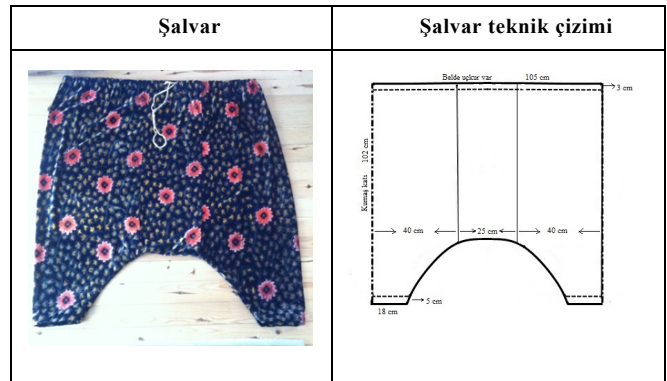 Şalvar
Şalvar teknik çizimi
Belde uçkur var
105 cm
3 cm
102 cm
Kumaş katı
40 cm
25 cm
40 cm
5 cm
18 cm